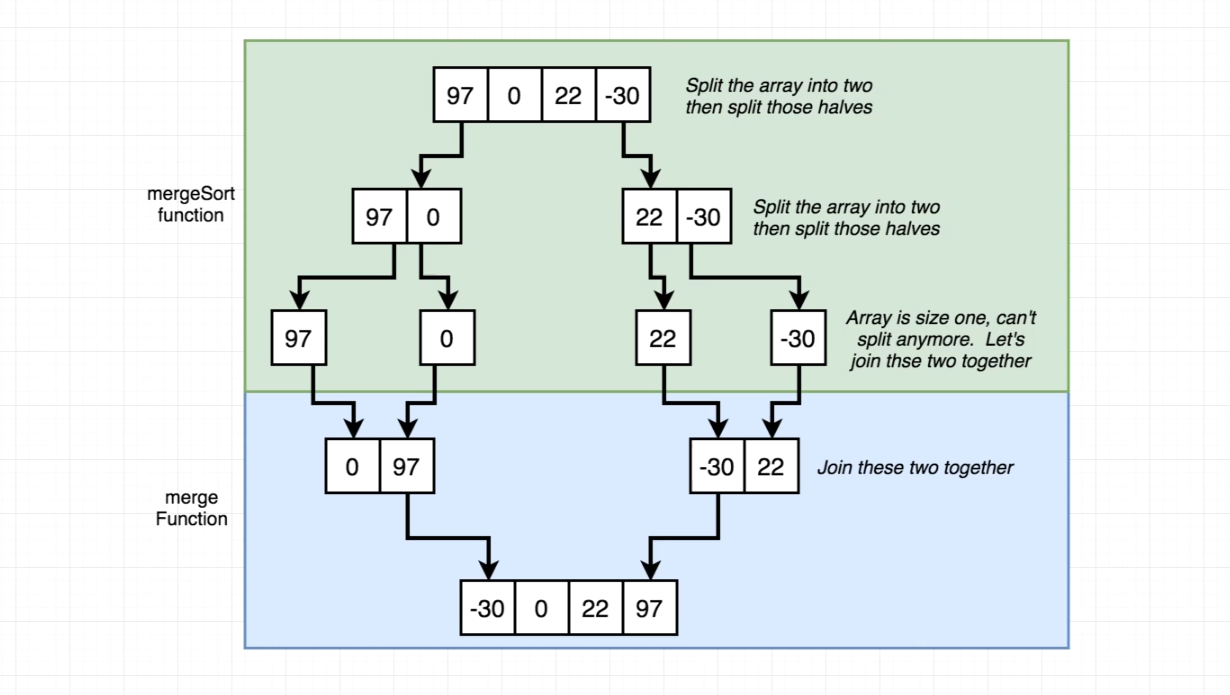 97 0 22 -30
Split the array into two
then split those halves
mergeSort
function
97 0
22 -30
Split the array into two
then split those halves
97
0
22
-30
Array is size one, can't
split anymore. Let's
join thse two together
0 97
-30 22
Join these two together
merge
Function
-30 0 22 97